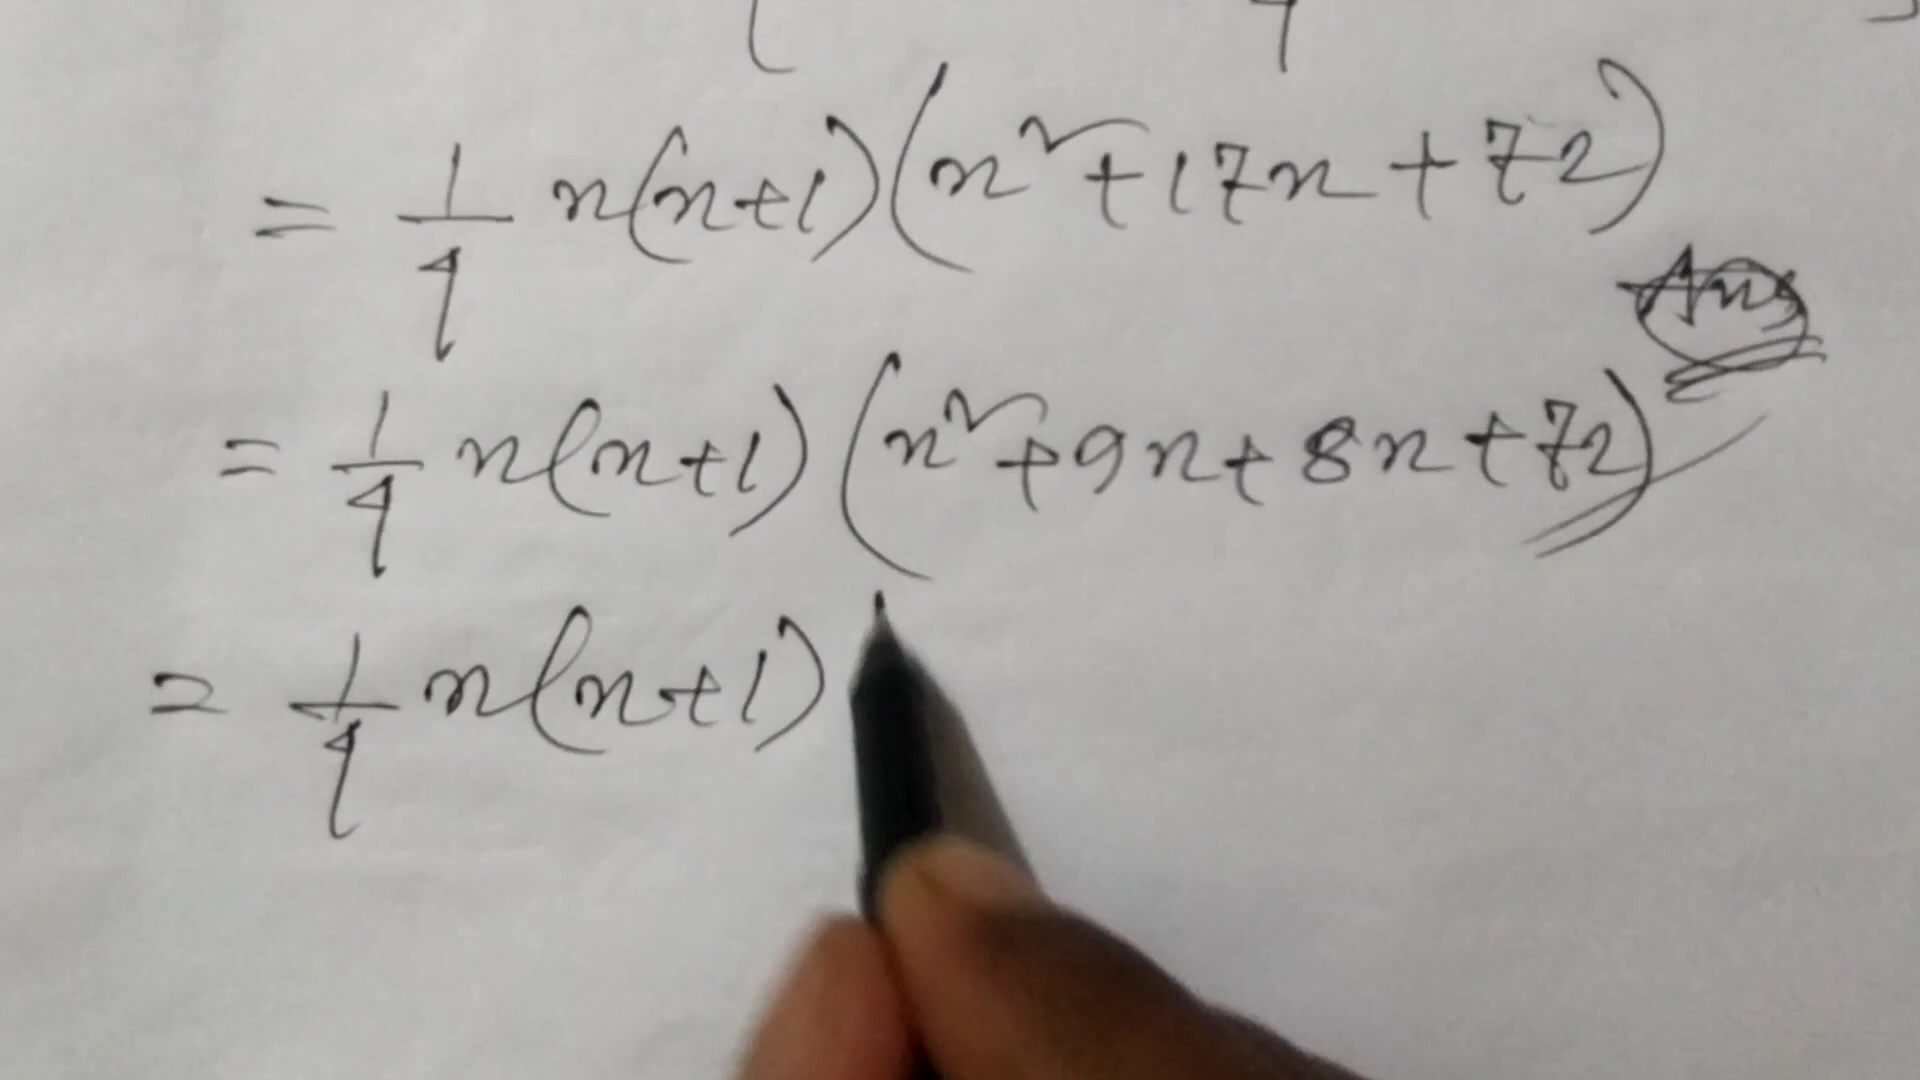 = 1/4 n(n+1)(n²+17n+72)
Ans
= 1/4 n(n+1)(n²+9n+8n+72)
= 1/4 n(n+1)